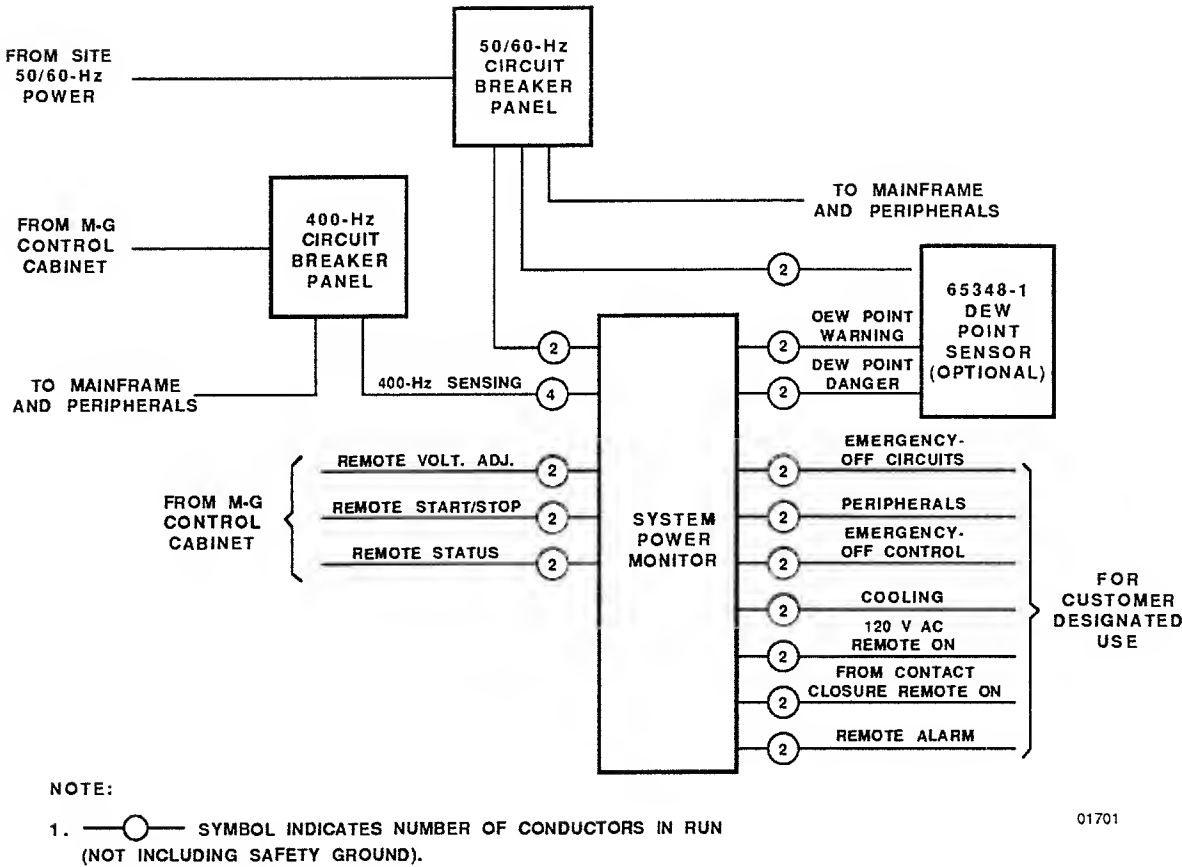 FROM SITE
50/60-Hz
POWER
50/60-Hz
CIRCUIT
BREAKER
PANEL
TO MAINFRAME
AND PERIPHERALS
FROM M-G
CONTROL
CABINET
400-Hz
CIRCUIT
BREAKER
PANEL
2
65348-1
DEW
POINT
SENSOR
(OPTIONAL)
TO MAINFRAME
AND PERIPHERALS
2
400-Hz SENSING
4
OEW POINT
WARNING
2
DEW POINT
DANGER
2
FROM M-G
CONTROL
CABINET
REMOTE VOLT. ADJ.
2
REMOTE START/STOP
2
REMOTE STATUS
2
SYSTEM
POWER
MONITOR
EMERGENCY-
OFF CIRCUITS
2
PERIPHERALS
2
EMERGENCY-
OFF CONTROL
2
COOLING
2
120 V AC
REMOTE ON
2
FROM CONTACT
CLOSURE REMOTE ON
2
REMOTE ALARM
2
FOR
CUSTOMER
DESIGNATED
USE
NOTE:
1. SYMBOL INDICATES NUMBER OF CONDUCTORS IN RUN
(NOT INCLUDING SAFETY GROUND).
01701